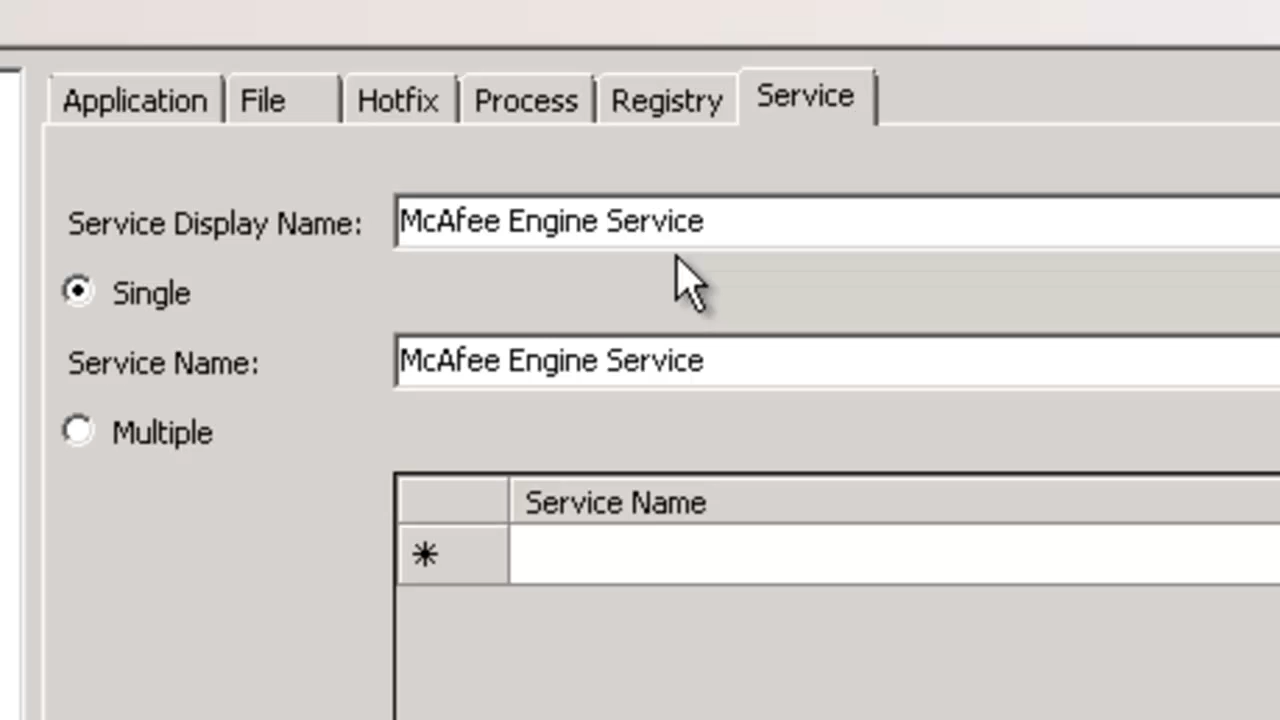 Application File Hotfix Process Registry Service
Service Display Name: McAfee Engine Service
Single
Service Name: McAfee Engine Service
Multiple
Service Name
*